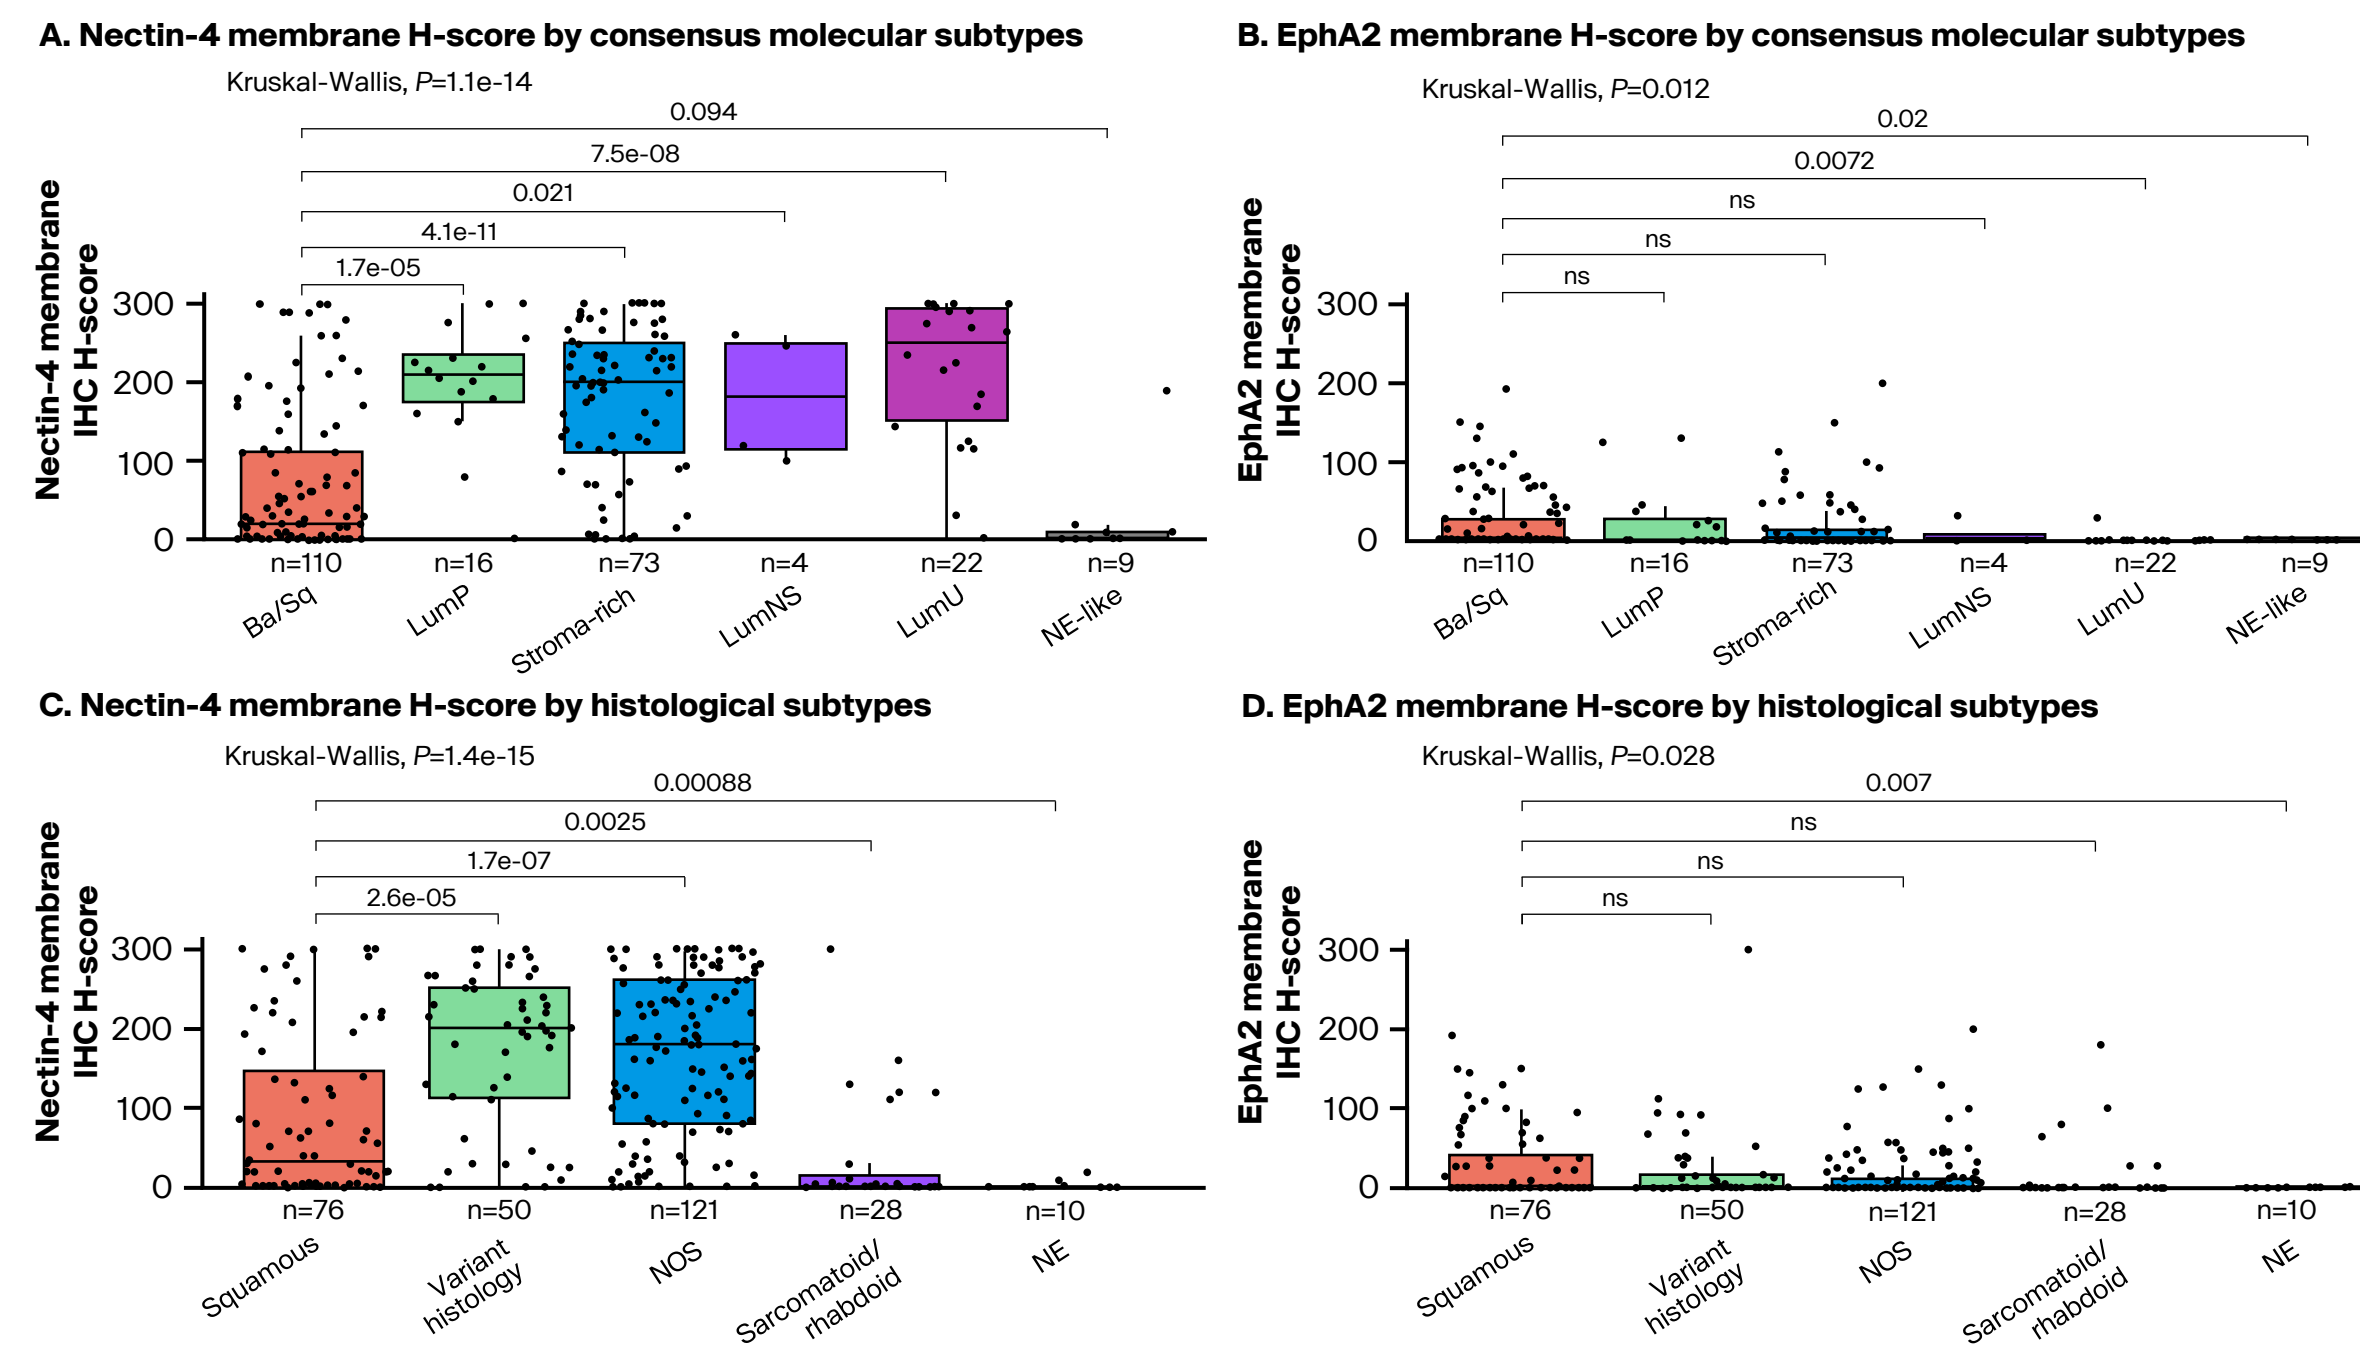 A. Nectin-4 membrane H-score by consensus molecular subtypes
Kruskal-Wallis, P=1.1e-14
0.094
7.5e-08
0.021
4.1e-11
1.7e-05
Nectin-4 membrane
IHC H-score
300
200
100
0
n=110
n=16
n=73
n=4
n=22
n=9
Ba/Sq
LumP
Stroma-rich
LumNS
LumU
NE-like
B. EphA2 membrane H-score by consensus molecular subtypes
Kruskal-Wallis, P=0.012
0.02
0.0072
ns
ns
ns
EphA2 membrane
IHC H-score
300
200
100
0
n=110
n=16
n=73
n=4
n=22
n=9
Ba/Sq
LumP
Stroma-rich
LumNS
LumU
NE-like
C. Nectin-4 membrane H-score by histological subtypes
Kruskal-Wallis, P=1.4e-15
0.00088
0.0025
1.7e-07
2.6e-05
Nectin-4 membrane
IHC H-score
300
200
100
0
n=76
n=50
n=121
n=28
n=10
Squamous
Variant
histology
NOS
Sarcomatoid/
rhabdoid
NE
D. EphA2 membrane H-score by histological subtypes
Kruskal-Wallis, P=0.028
0.007
ns
ns
ns
EphA2 membrane
IHC H-score
300
200
100
0
n=76
n=50
n=121
n=28
n=10
Squamous
Variant
histology
NOS
Sarcomatoid/
rhabdoid
NE